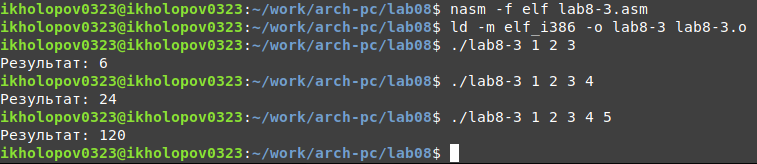 ikholopov0323@ikholopov0323:~/work/arch-pc/lab08$ nasm -f elf lab8-3.asm
ikholopov0323@ikholopov0323:~/work/arch-pc/lab08$ ld -m elf_i386 -o lab8-3 lab8-3.o
ikholopov0323@ikholopov0323:~/work/arch-pc/lab08$ ./lab8-3 1 2 3
Результат: 6
ikholopov0323@ikholopov0323:~/work/arch-pc/lab08$ ./lab8-3 1 2 3 4
Результат: 24
ikholopov0323@ikholopov0323:~/work/arch-pc/lab08$ ./lab8-3 1 2 3 4 5
Результат: 120
ikholopov0323@ikholopov0323:~/work/arch-pc/lab08$